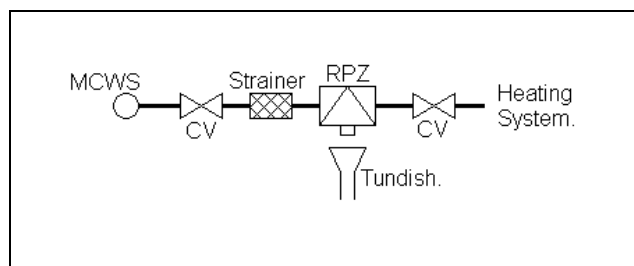 MCWS
Strainer
RPZ
Heating
System.
CV
CV
Tundish.